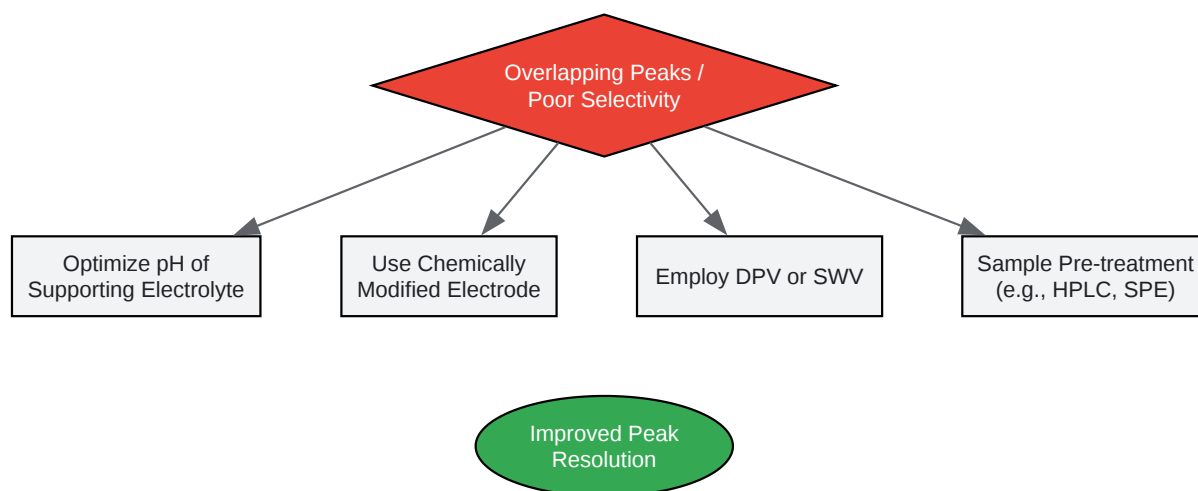 Overlapping Peaks /
Poor Selectivity
Optimize pH of
Supporting Electrolyte
Use Chemically
Modified Electrode
Employ DPV or SWV
Sample Pre-treatment
(e.g., HPLC, SPE)
Improved Peak
Resolution